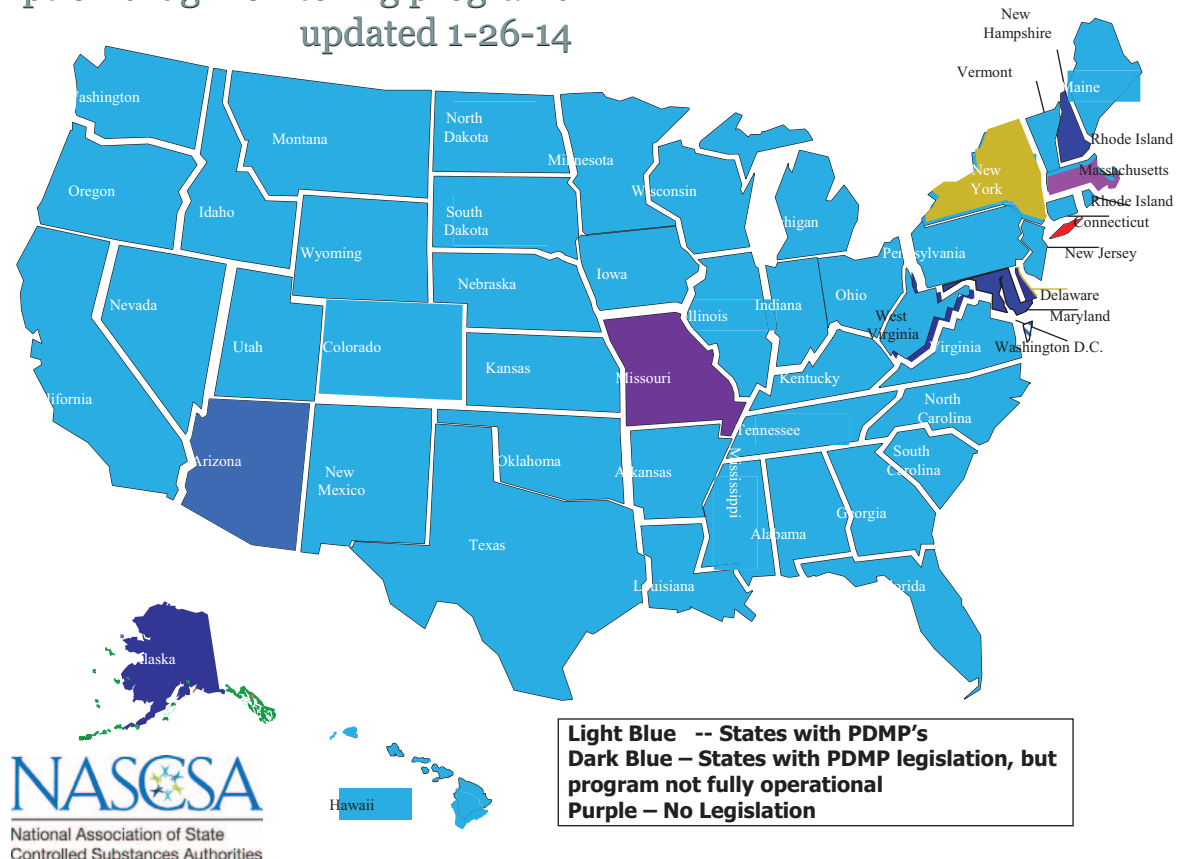 updated 1-26-14
New
Hampshire
Vermont
Maine
Rhode Island
Massachusetts
Rhode Island
Connecticut
New Jersey
Delaware
Maryland
Washington D.C.
New
York
Pennsylvania
West
Virginia
Virginia
North
Carolina
South
Carolina
Georgia
Florida
Alabama
Mississippi
Tennessee
Kentucky
Ohio
Indiana
Illinois
Michigan
Wisconsin
Minnesota
Iowa
Missouri
Arkansas
Louisiana
Texas
Oklahoma
Kansas
Nebraska
South
Dakota
North
Dakota
Montana
Wyoming
Colorado
New
Mexico
Arizona
Utah
Idaho
Nevada
Washington
Oregon
California
Alaska
Hawaii
Light Blue -- States with PDMP's
Dark Blue – States with PDMP legislation, but
program not fully operational
Purple – No Legislation
NASCSA
National Association of State
Controlled Substances Authorities